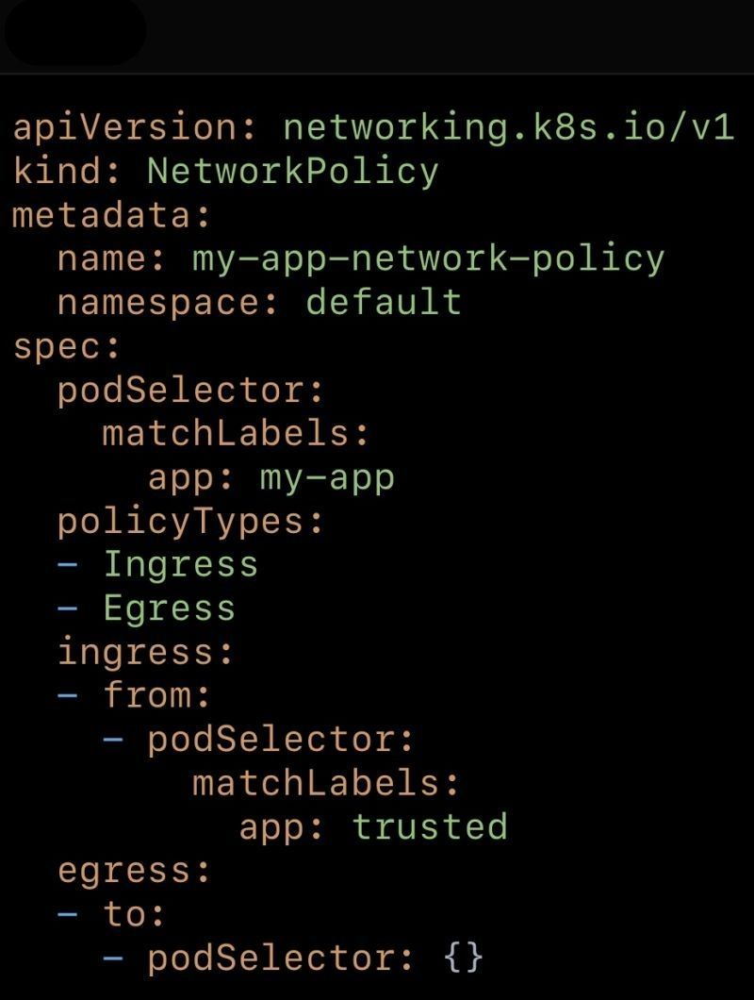 apiVersion: networking.k8s.io/v1
kind: NetworkPolicy
metadata:
  name: my-app-network-policy
  namespace: default
spec:
  podSelector:
    matchLabels:
      app: my-app
  policyTypes:
  - Ingress
  - Egress
  ingress:
  - from:
    - podSelector:
        matchLabels:
          app: trusted
  egress:
  - to:
    - podSelector: {}